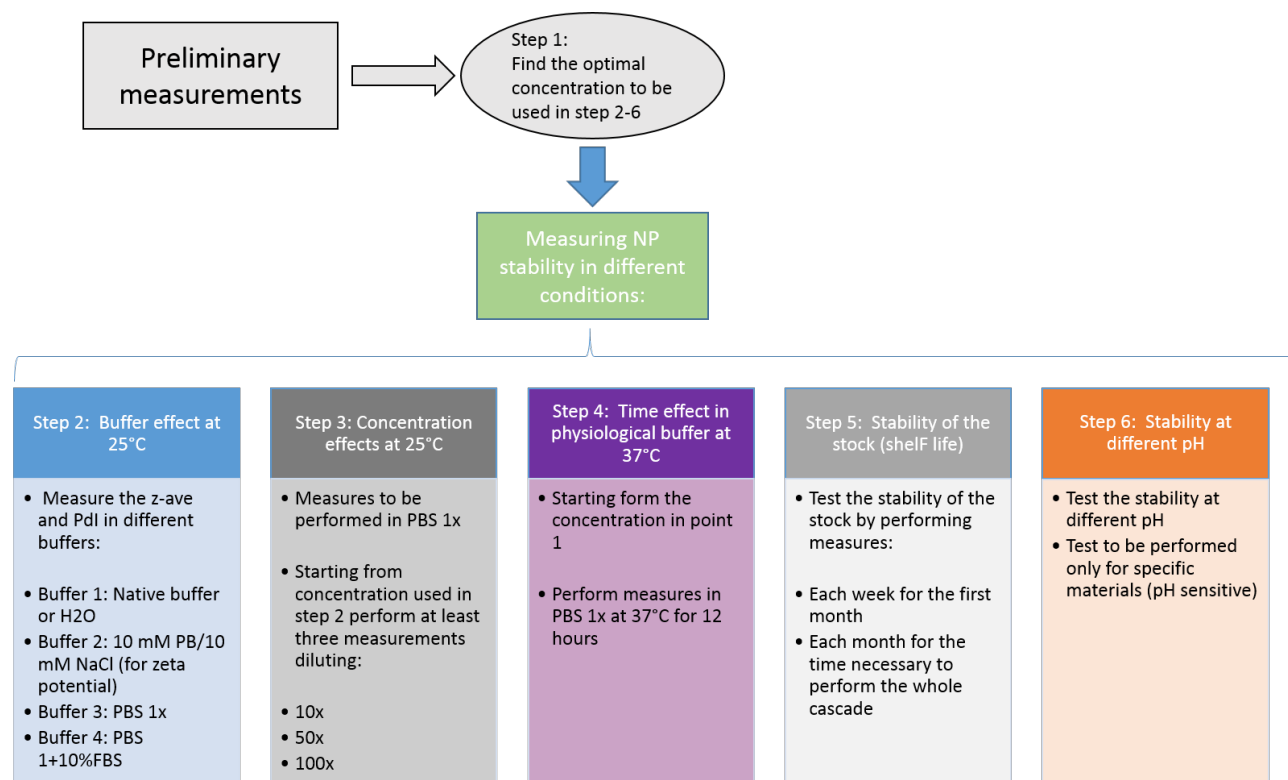 Preliminary
measurements
Step 1:
Find the optimal
concentration to be
used in step 2-6
Measuring NP
stability in different
conditions:
Step 2:  Buffer effect at
25°C
• Measure the z-ave
and PdI in different
buffers:
• Buffer 1: Native buffer
or H2O
• Buffer 2: 10 mM PB/10
mM NaCl (for zeta
potential)
• Buffer 3: PBS 1x
• Buffer 4: PBS
1+10%FBS
Step 3: Concentration
effects at 25°C
• Measures to be
performed in PBS 1x
• Starting from
concentration used in
step 2 perform at least
three measurements
diluting:
• 10x
• 50x
• 100x
Step 4:  Time effect in
physiological buffer at
37°C
• Starting form the
concentration in point
1
• Perform measures in
PBS 1x at 37°C for 12
hours
Step 5:  Stability of the
stock (shelF life)
• Test the stability of the
stock by performing
measures:
• Each week for the first
month
• Each month for the
time necessary to
perform the whole
cascade
Step 6:  Stability at
different pH
• Test the stability at
different pH
• Test to be performed
only for specific
materials (pH sensitive)